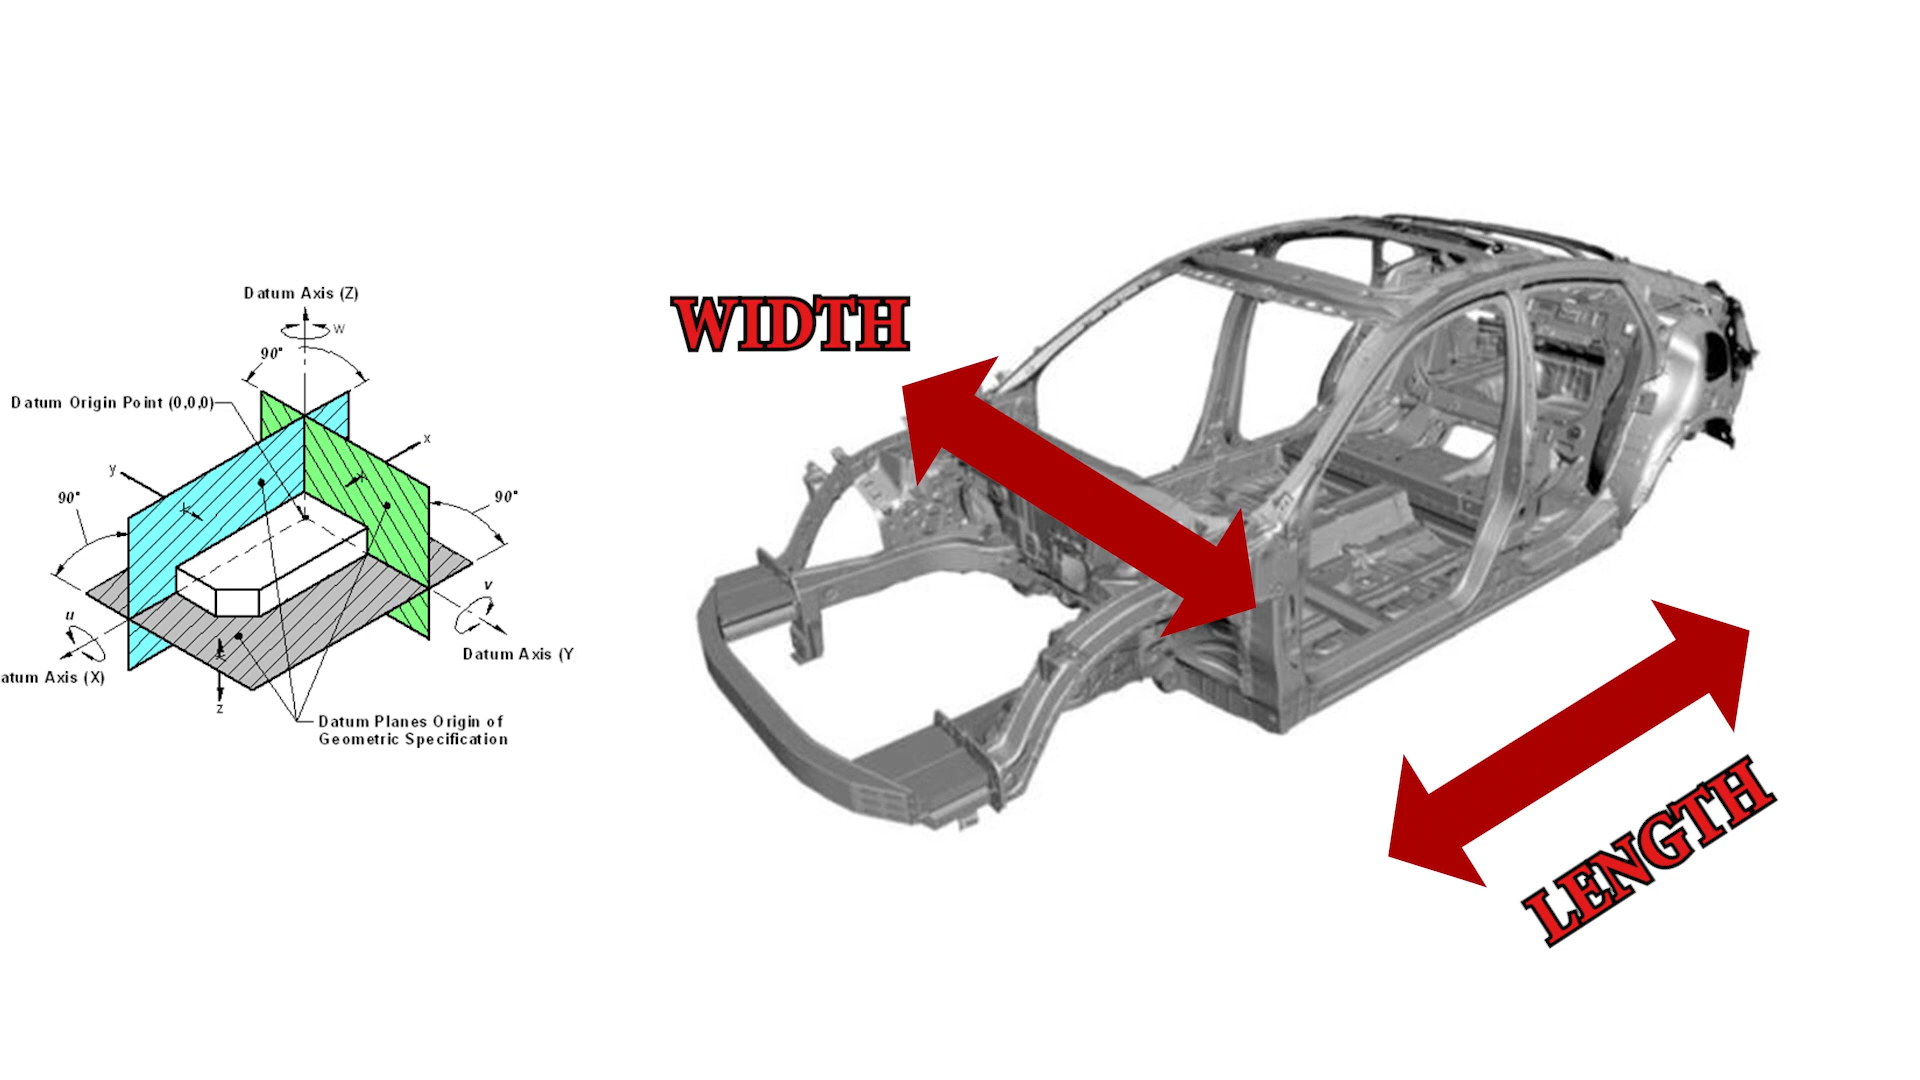 Datum Axis (Z)
w
90°
Datum Origin Point (0,0,0)
x
y
90°
90°
u
v
Datum Axis (Y
atum Axis (X)
z
Datum Planes Origin of
Geometric Specification
WIDTH
LENGTH